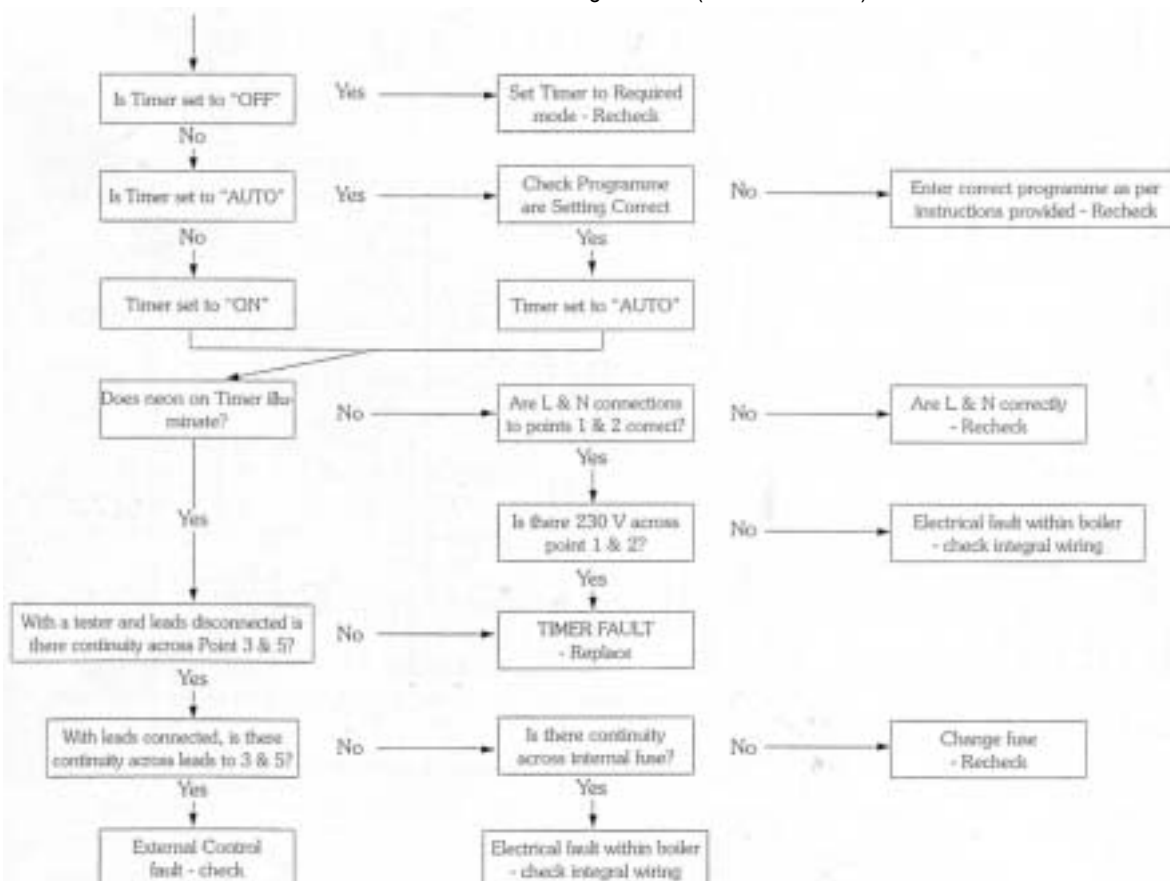 Is Timer set to "OFF"
Yes
Set Timer to Required
mode - Recheck
No
Is Timer set to "AUTO"
Yes
Check Programme
are Setting Correct
No
Enter correct programme as per
instructions provided - Recheck
No
Yes
Timer set to "ON"
Timer set to "AUTO"
Does neon on Timer illu-
minate?
No
Are L & N connections
to points 1 & 2 correct?
No
Are L & N correctly
- Recheck
Yes
Yes
Is there 230 V across
point 1 & 2?
No
Electrical fault within boiler
- check integral wiring
Yes
With a tester and leads disconnected is
there continuity across Point 3 & 5?
No
TIMER FAULT
- Replace
Yes
With leads connected, is there
continuity across leads to 3 & 5?
No
Is there continuity
across internal fuse?
No
Change fuse
- Recheck
Yes
Yes
External Control
fault - check
Electrical fault within boiler
- check integral wiring